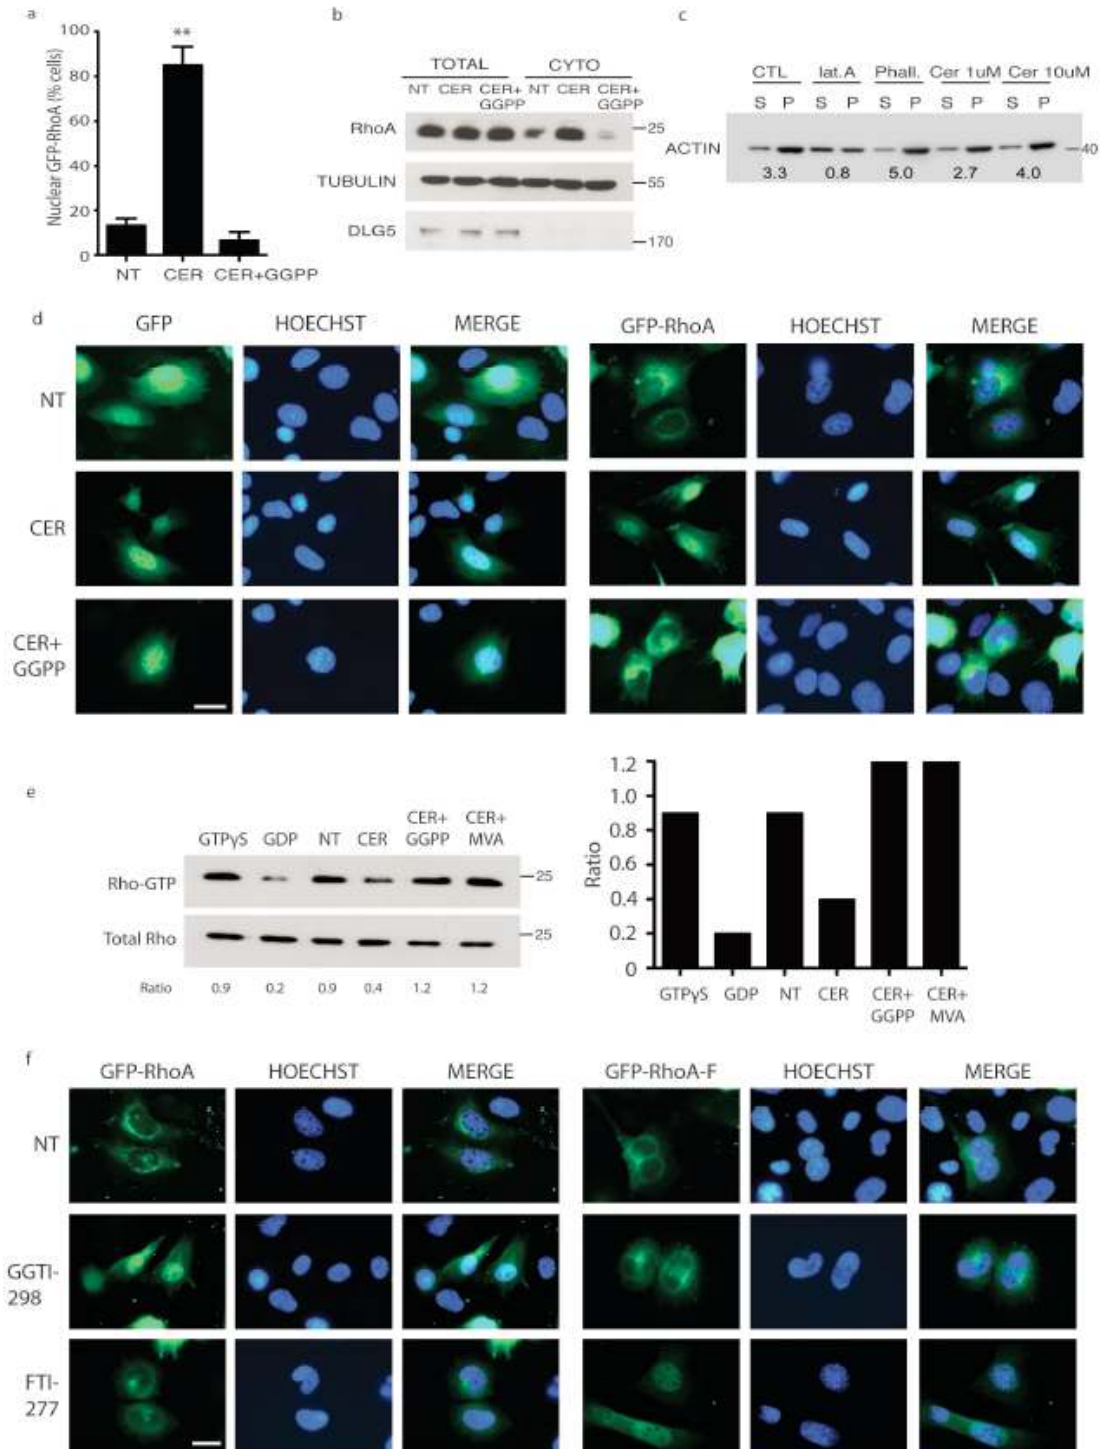 a
Nuclear GFP-RhoA (% cells)
100
80
60
40
20
0
**
NT CER CER+GGPP
b
TOTAL CYTO
NT CER CER+ GGPP NT CER CER+ GGPP
RhoA 25
TUBULIN 55
DLG5 170
c
CTL lat.A Phall. Cer 1uM Cer 10uM
S P S P S P S P S P
ACTIN 40
3.3 0.8 5.0 2.7 4.0
d
GFP HOECHST MERGE GFP-RhoA HOECHST MERGE
NT
CER
CER+
GGPP
e
GTPγS GDP NT CER CER+ GGPP CER+ MVA
Rho-GTP 25
Total Rho 25
Ratio 0.9 0.2 0.9 0.4 1.2 1.2
Ratio
1.2
1.0
0.8
0.6
0.4
0.2
0
GTPγS GDP NT CER CER+ GGPP CER+ MVA
f
GFP-RhoA HOECHST MERGE GFP-RhoA-F HOECHST MERGE
NT
GGTI-
298
FTI-
277